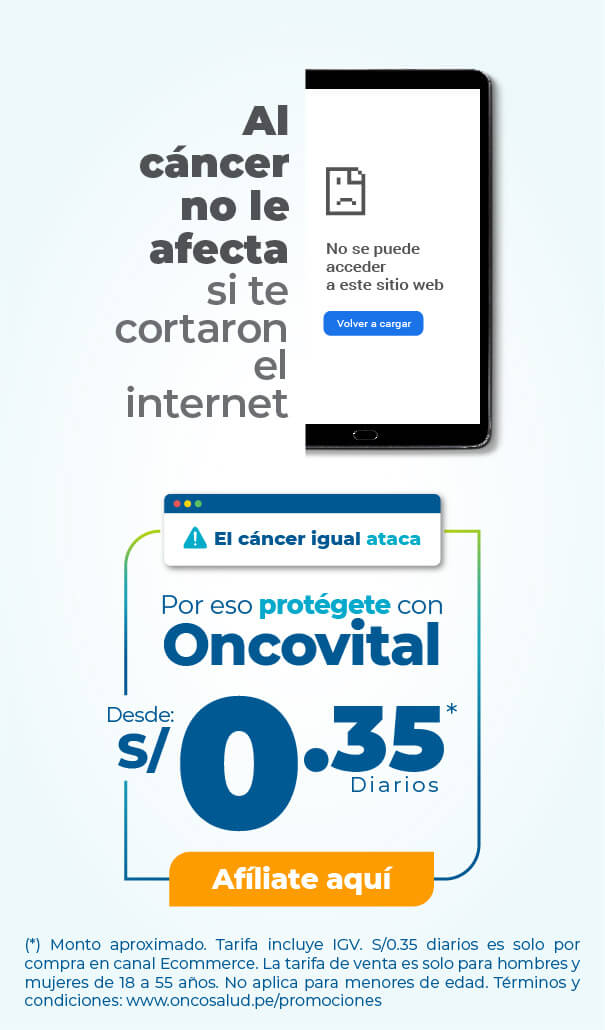 Al
cáncer
no le
afecta
si te
cortaron
el
internet
No se puede
acceder
a este sitio web
Volver a cargar
El cáncer igual ataca
Por eso protégete con
Oncovital
Desde:
S/0.35*
Diarios
Afíliate aquí
(*) Monto aproximado. Tarifa incluye IGV. S/0.35 diarios es solo por
compra en canal Ecommerce. La tarifa de venta es solo para hombres y
mujeres de 18 a 55 años. No aplica para menores de edad. Términos y
condiciones: www.oncosalud.pe/promociones